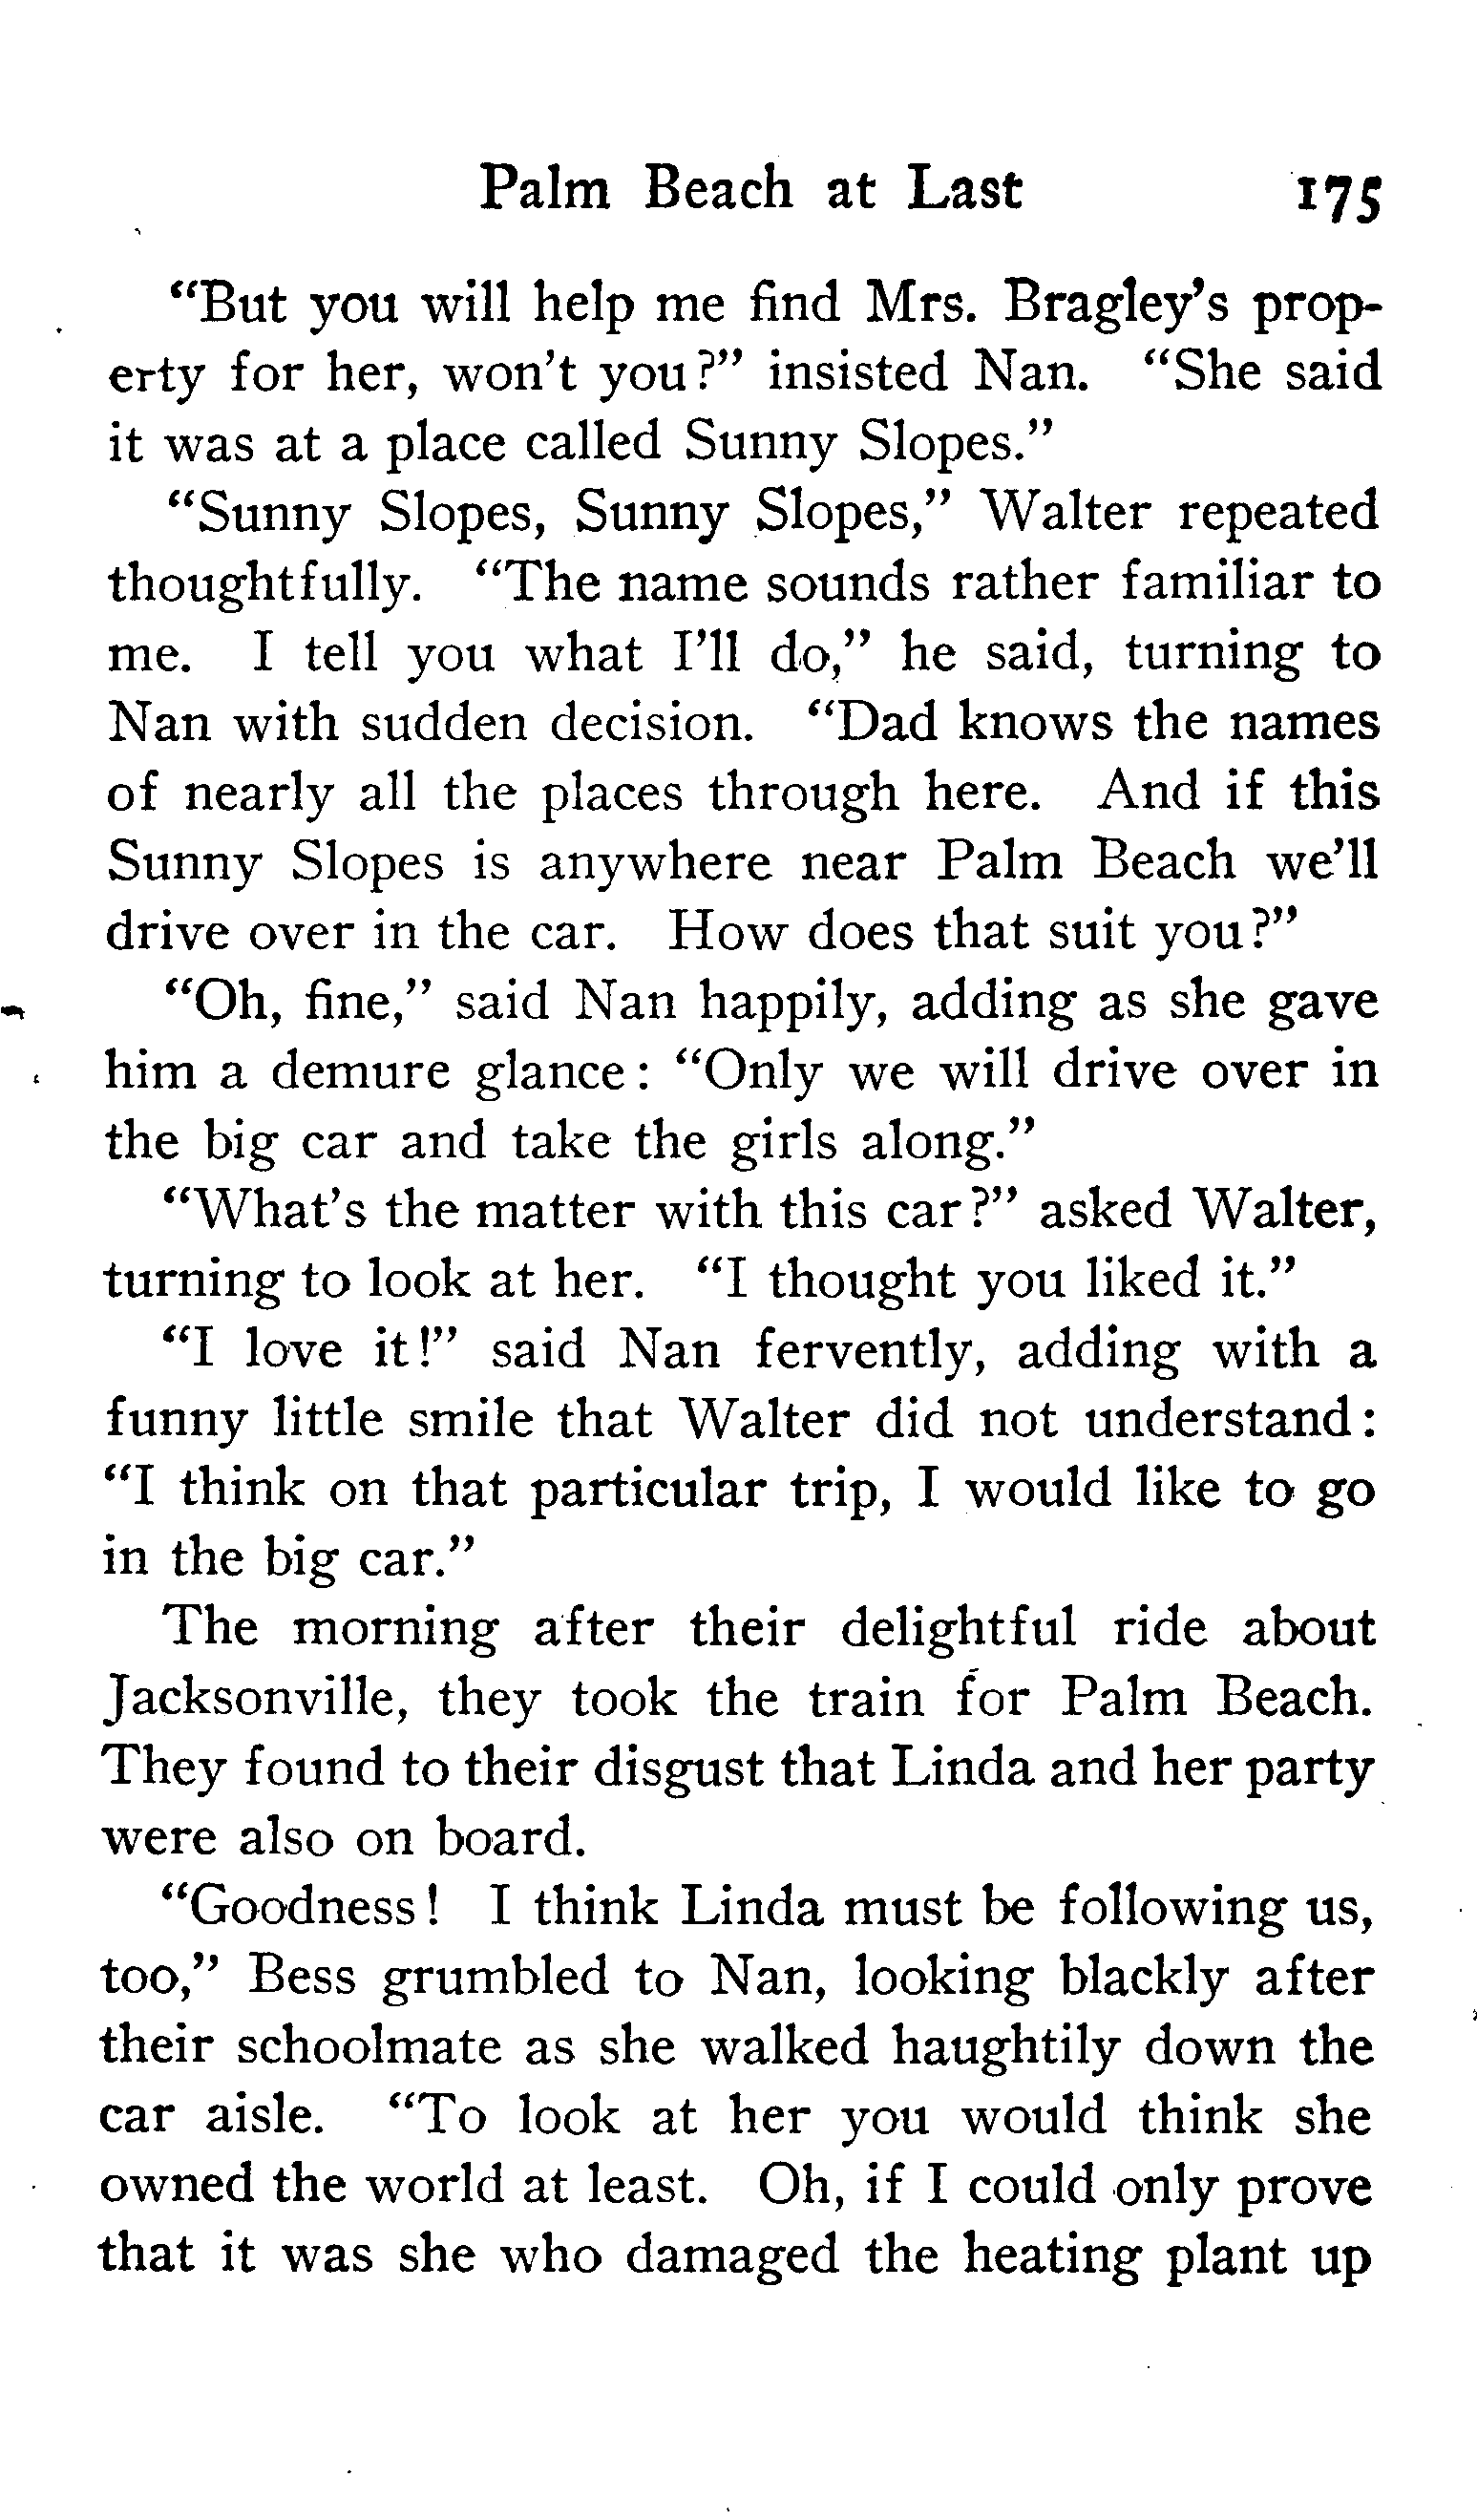 Palm Beach at Last 175
“But you will help me find Mrs. Bragley’s prop-
erty for her, won’t you?” insisted Nan. “She said
it was at a place called Sunny Slopes.”
“Sunny Slopes, Sunny Slopes,” Walter repeated
thoughtfully. “The name sounds rather familiar to
me. I tell you what I’ll do,” he said, turning to
Nan with sudden decision. “Dad knows the names
of nearly all the places through here. And if this
Sunny Slopes is anywhere near Palm Beach we’ll
drive over in the car. How does that suit you?”
“Oh, fine,” said Nan happily, adding as she gave
him a demure glance: “Only we will drive over in
the big car and take the girls along.”
“What’s the matter with this car?” asked Walter,
turning to look at her. “I thought you liked it.”
“I love it!” said Nan fervently, adding with a
funny little smile that Walter did not understand:
“I think on that particular trip, I would like to go
in the big car.”
The morning after their delightful ride about
Jacksonville, they took the train for Palm Beach.
They found to their disgust that Linda and her party
were also on board.
“Goodness! I think Linda must be following us,
too,” Bess grumbled to Nan, looking blackly after
their schoolmate as she walked haughtily down the
car aisle. “To look at her you would think she
owned the world at least. Oh, if I could only prove
that it was she who damaged the heating plant up